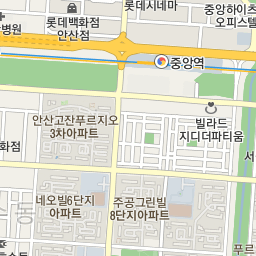 롯데시네마
중앙하이츠
오피스텔
롯데백화점
안산점
병원
중앙역
빌라드
지디더파티움
안산고잔푸르지오
3차아파트
화점
서
네오빌6단지
아파트
주공그린빌
8단지아파트
동
푸르